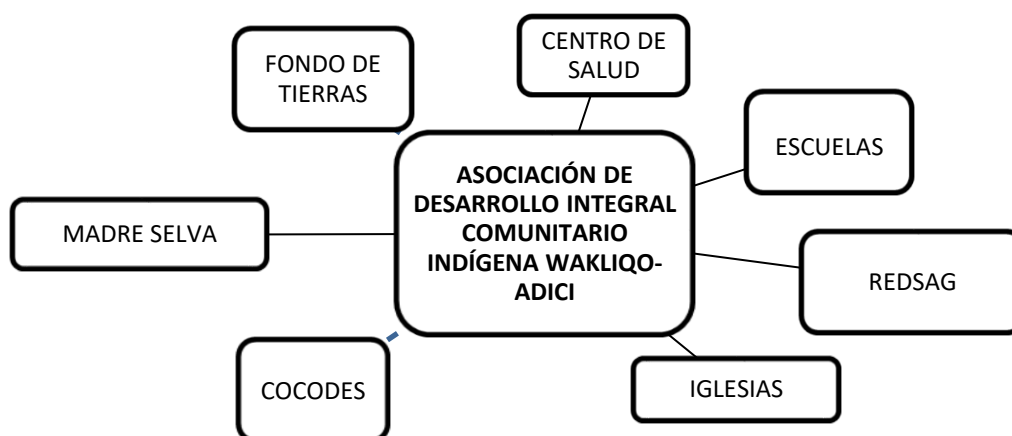 CENTRO DE
SALUD
FONDO DE
TIERRAS
ESCUELAS
ASOCIACIÓN DE
DESARROLLO INTEGRAL
COMUNITARIO
INDÍGENA WAKLIQO-
ADICI
MADRE SELVA
REDSAG
COCODES
IGLESIAS